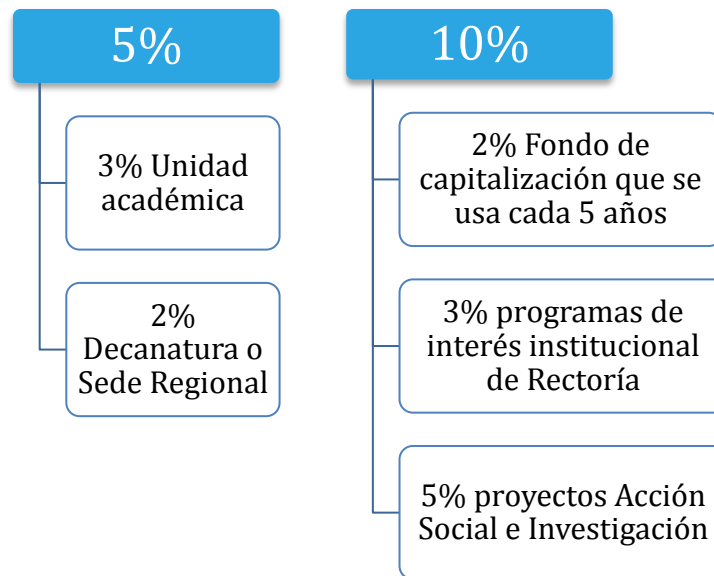 5%
3% Unidad
académica
2%
Decanatura o
Sede Regional
10%
2% Fondo de
capitalización que se
usa cada 5 años
3% programas de
interés institucional
de Rectoría
5% proyectos Acción
Social e Investigación